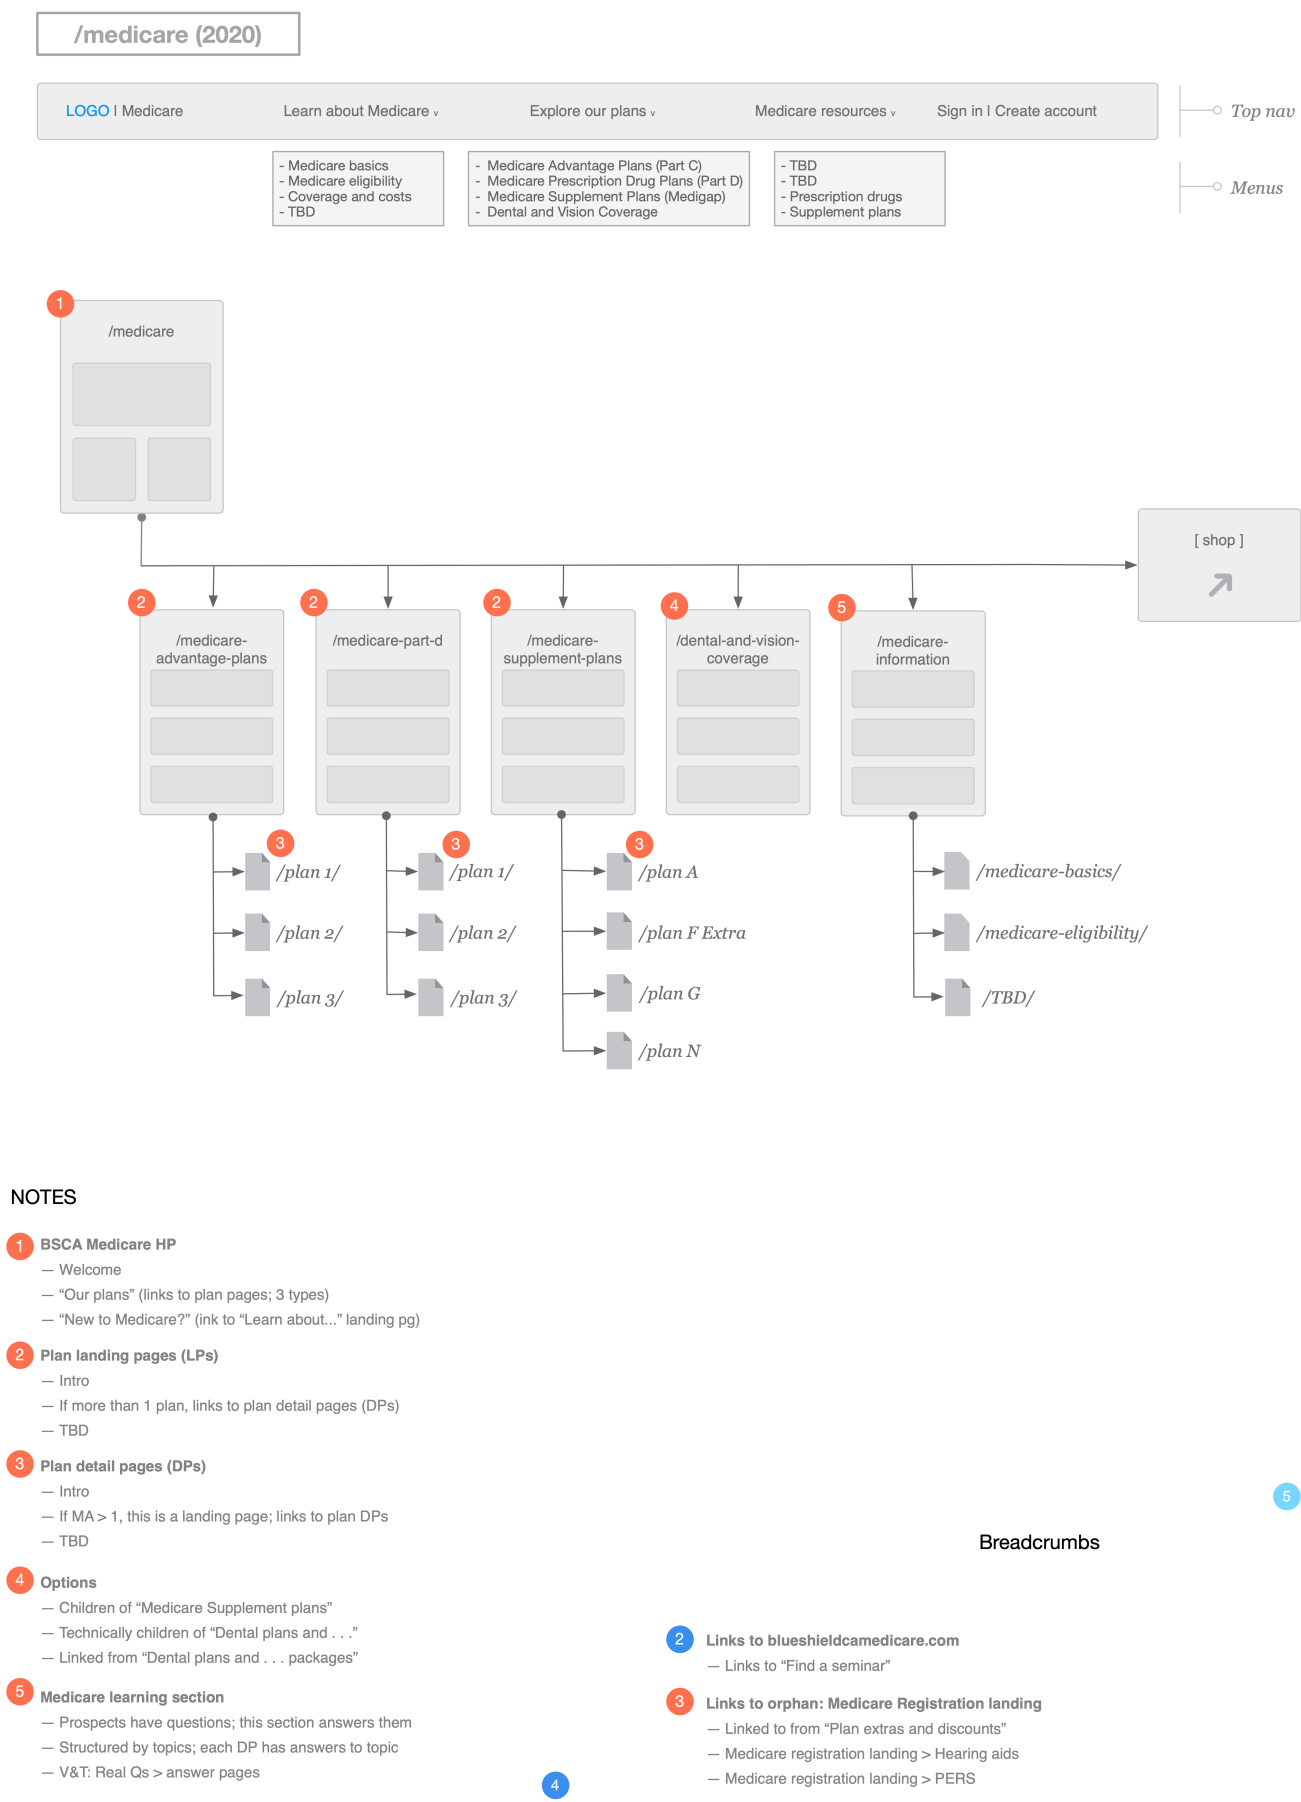 /medicare (2020)
LOGO | Medicare
Learn about Medicare v
Explore our plans v
Medicare resources v
Sign in | Create account
Top nav
- Medicare basics
- Medicare eligibility
- Coverage and costs
- TBD
- Medicare Advantage Plans (Part C)
- Medicare Prescription Drug Plans (Part D)
- Medicare Supplement Plans (Medigap)
- Dental and Vision Coverage
- TBD
- TBD
- Prescription drugs
- Supplement plans
Menus
1
/medicare
[ shop ]
2
/medicare-
advantage-plans
2
/medicare-part-d
2
/medicare-
supplement-plans
4
/dental-and-vision-
coverage
5
/medicare-
information
3
/plan 1/
/plan 2/
/plan 3/
3
/plan 1/
/plan 2/
/plan 3/
3
/plan A
/plan F Extra
/plan G
/plan N
/medicare-basics/
/medicare-eligibility/
/TBD/
NOTES
1 BSCA Medicare HP
— Welcome
— “Our plans” (links to plan pages; 3 types)
— “New to Medicare?” (ink to “Learn about...” landing pg)
2 Plan landing pages (LPs)
— Intro
— If more than 1 plan, links to plan detail pages (DPs)
— TBD
3 Plan detail pages (DPs)
— Intro
— If MA > 1, this is a landing page; links to plan DPs
— TBD
4 Options
— Children of “Medicare Supplement plans”
— Technically children of “Dental plans and . . .”
— Linked from “Dental plans and . . . packages”
5 Medicare learning section
— Prospects have questions; this section answers them
— Structured by topics; each DP has answers to topic
— V&T: Real Qs > answer pages
4
5
Breadcrumbs
2 Links to blueshieldcamedicare.com
— Links to “Find a seminar”
3 Links to orphan: Medicare Registration landing
— Linked to from “Plan extras and discounts”
— Medicare registration landing > Hearing aids
— Medicare registration landing > PERS